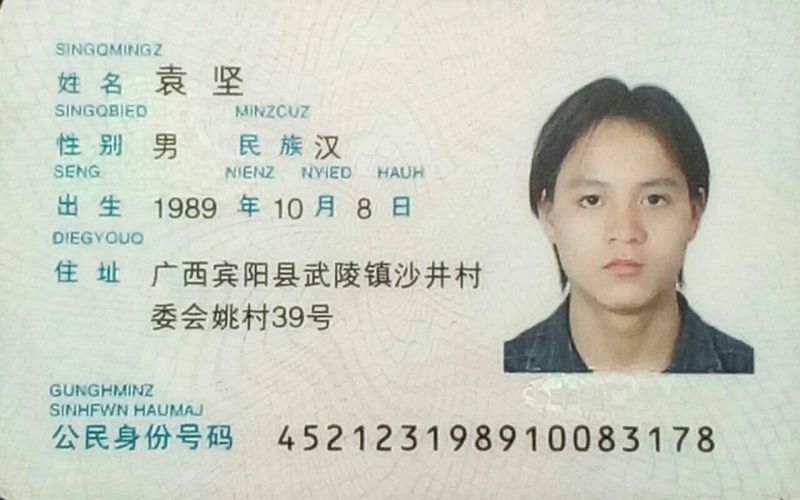 SINGQMINGZ
姓名 袁坚
SINGQBIED MINZCUZ
性别 男 民族 汉
SENG NIENZ NYIED HAUH
出生 1989 年 10 月 8 日
DIEGYOUQ
住址 广西宾阳县武陵镇沙井村
委会姚村39号
GUNGHMINZ
SINHFWN HAUMAJ
公民身份号码 452123198910083178